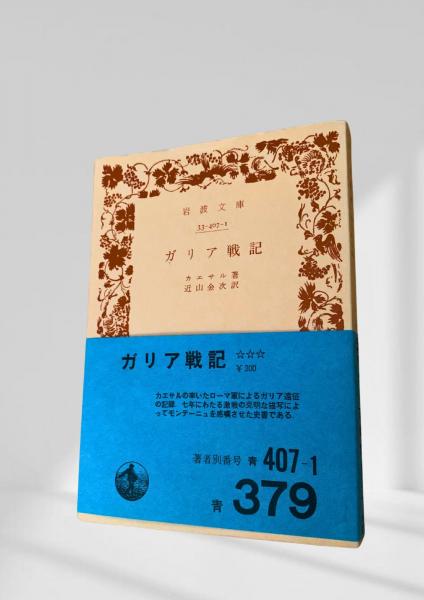 岩波文庫
33-407-1
ガリア戦記
カエサル著
近山金次訳
ガリア戦記 ☆☆☆
¥300
カエサルの率いたローマ軍によるガリア遠征
の記録．七年にわたる激戦の克明な描写によ
ってモンテーニュを感嘆させた史書である．
著者別番号 青 407-1
青 379